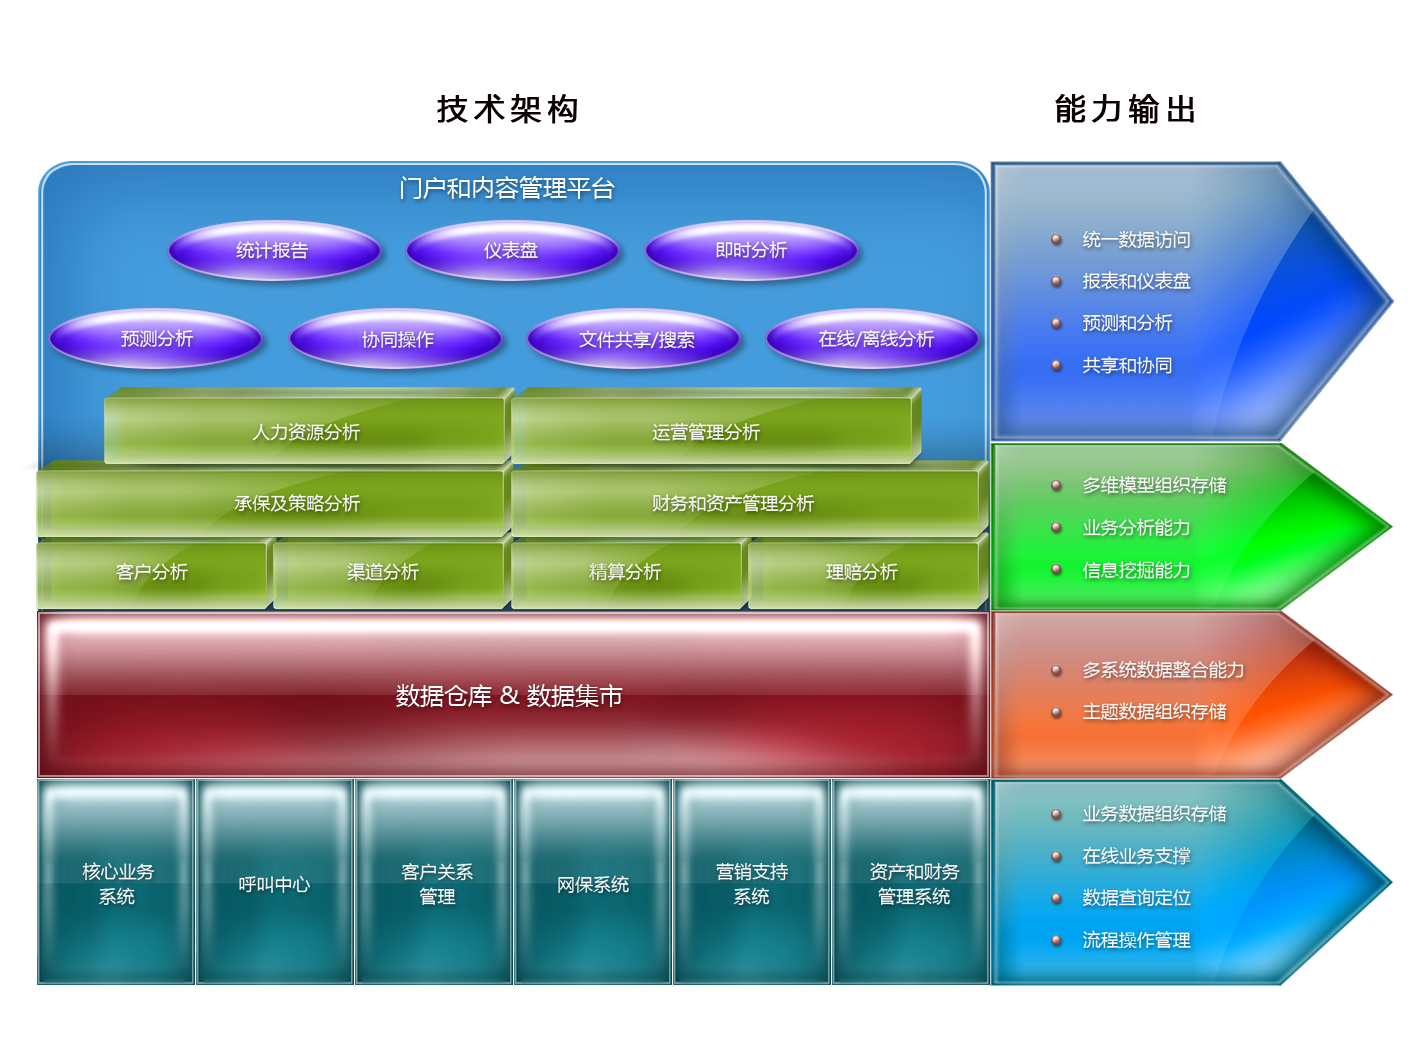 技术架构
能力输出
门户和内容管理平台
统计报告
仪表盘
即时分析
预测分析
协同操作
文件共享/搜索
在线/离线分析
人力资源分析
运营管理分析
承保及策略分析
财务和资产管理分析
客户分析
渠道分析
精算分析
理赔分析
数据仓库 & 数据集市
核心业务
系统
呼叫中心
客户关系
管理
网保系统
营销支持
系统
资产和财务
管理系统
统一数据访问
报表和仪表盘
预测和分析
共享和协同
多维模型组织存储
业务分析能力
信息挖掘能力
多系统数据整合能力
主题数据组织存储
业务数据组织存储
在线业务支撑
数据查询定位
流程操作管理